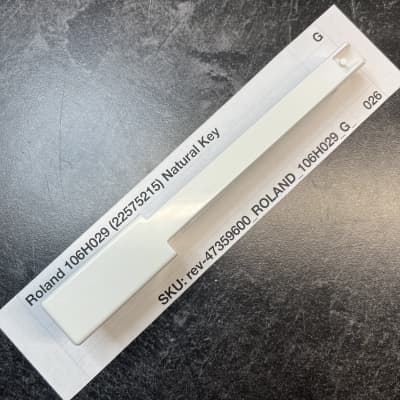 G
Roland 106H029 (22575215) Natural Key
SKU: rev-47359600_ROLAND_106H029_G_ 026